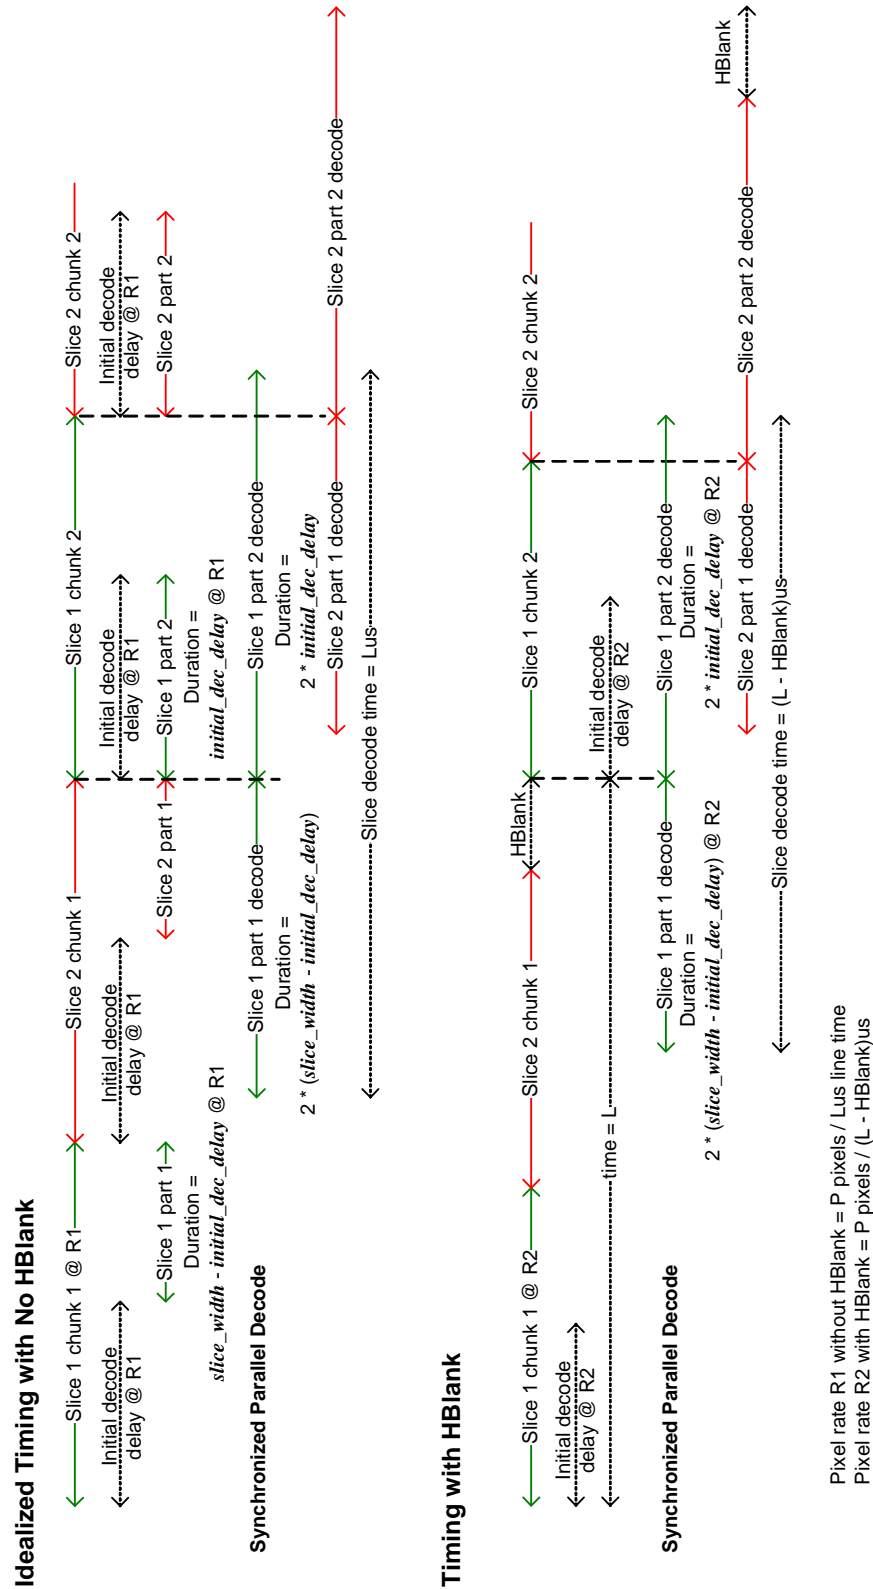 Idealized Timing with No HBlank
Slice 1 chunk 1 @ R1
Slice 2 chunk 1
Slice 1 chunk 2
Slice 2 chunk 2
Initial decode
delay @ R1
Initial decode
delay @ R1
Initial decode
delay @ R1
Initial decode
delay @ R1
Slice 1 part 1
Duration =
slice_width - initial_dec_delay @ R1
Slice 2 part 1
Slice 1 part 2
Duration =
initial_dec_delay @ R1
Slice 2 part 2
Synchronized Parallel Decode
Slice 1 part 1 decode
Duration =
2 * (slice_width - initial_dec_delay)
Slice 1 part 2 decode
Duration =
2 * initial_dec_delay
Slice 2 part 1 decode
Slice 2 part 2 decode
Slice decode time = Lus
Timing with HBlank
Slice 1 chunk 1 @ R2
Slice 2 chunk 1
HBlank
Slice 1 chunk 2
Slice 2 chunk 2
Initial decode
delay @ R2
time = L
Initial decode
delay @ R2
Synchronized Parallel Decode
Slice 1 part 1 decode
Duration =
2 * (slice_width - initial_dec_delay) @ R2
Slice 1 part 2 decode
Duration =
2 * initial_dec_delay @ R2
Slice 2 part 1 decode
Slice 2 part 2 decode
HBlank
Slice decode time = (L - HBlank)us
Pixel rate R1 without HBlank = P pixels / Lus line time
Pixel rate R2 with HBlank = P pixels / (L - HBlank)us